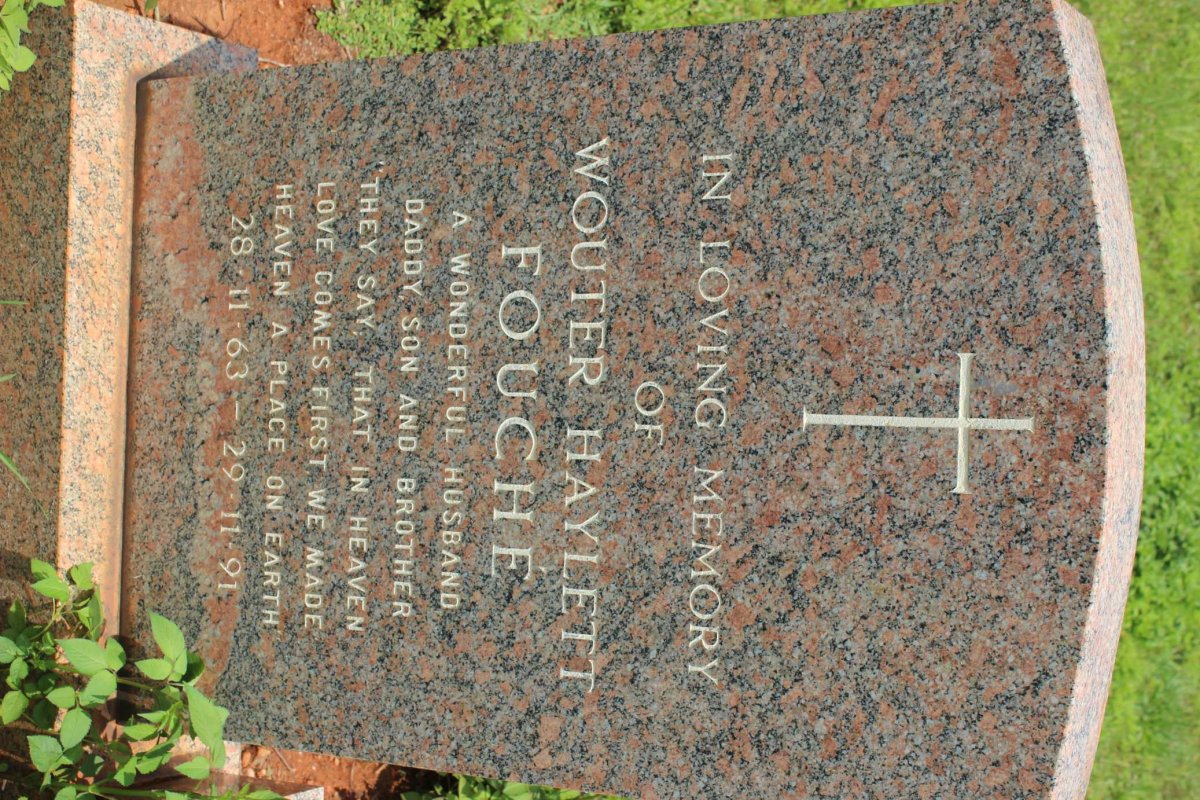 IN LOVING MEMORY
OF
WOUTER HAYLETT
FOUCHE
A WONDERFUL HUSBAND
DADDY, SON AND BROTHER
"THEY SAY, THAT IN HEAVEN
LOVE COMES FIRST WE MADE
HEAVEN A PLACE ON EARTH
28·11·63 – 29·11·91